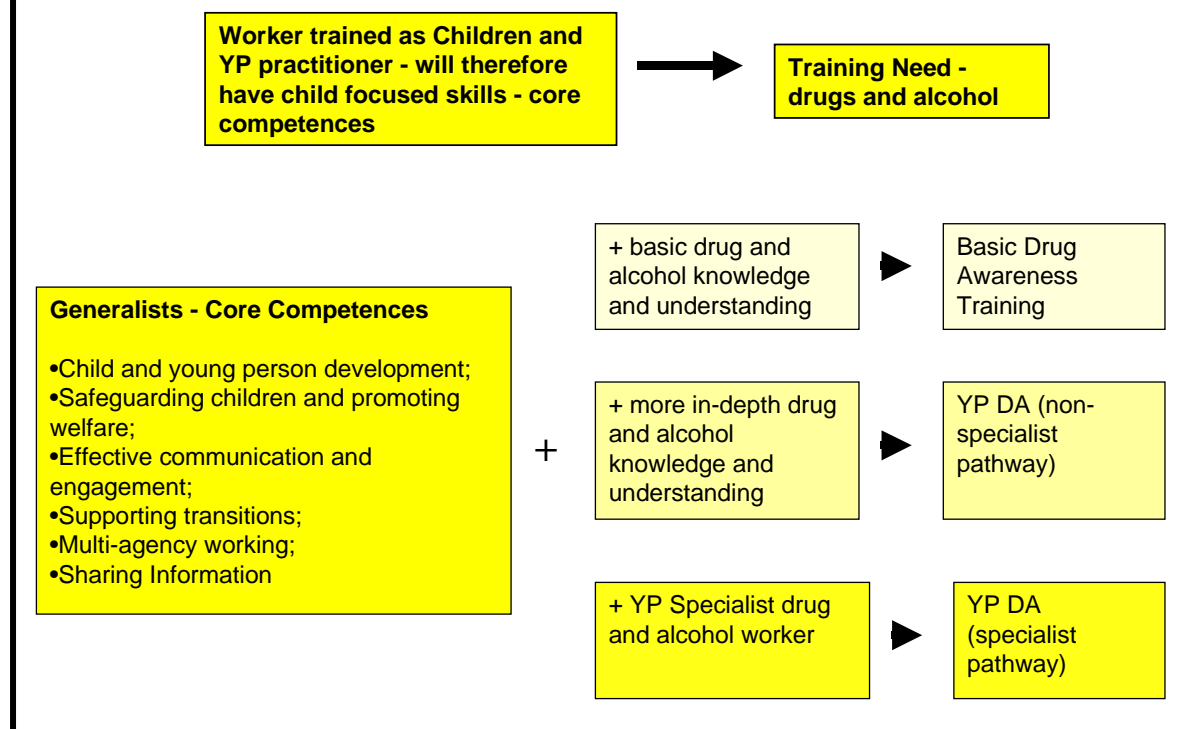 Worker trained as Children and
YP practitioner - will therefore
have child focused skills - core
competences
Training Need -
drugs and alcohol
Generalists - Core Competences
•Child and young person development;
•Safeguarding children and promoting
welfare;
•Effective communication and
engagement;
•Supporting transitions;
•Multi-agency working;
•Sharing Information
+
+ basic drug and
alcohol knowledge
and understanding
Basic Drug
Awareness
Training
+ more in-depth drug
and alcohol
knowledge and
understanding
YP DA (non-
specialist
pathway)
+ YP Specialist drug
and alcohol worker
YP DA
(specialist
pathway)